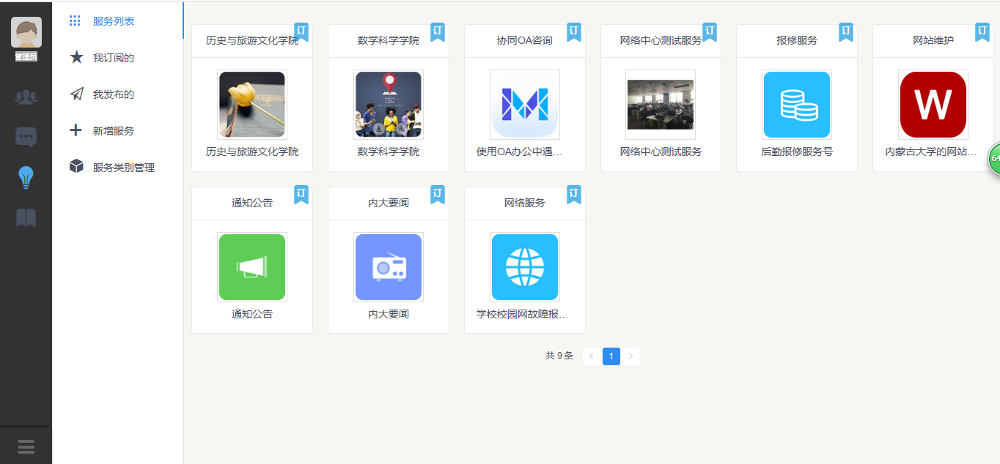 管理员
服务列表
我订阅的
我发布的
新增服务
服务类别管理
历史与旅游文化学院
订
历史与旅游文化学院
数学科学学院
订
数学科学学院
协同OA咨询
订
使用OA办公中遇…
网络中心测试服务
订
网络中心测试服务
报修服务
订
后勤报修服务号
网站维护
订
W
内蒙古大学的网站…
64
通知公告
订
通知公告
内大要闻
订
内大要闻
网络服务
订
学校校园网故障报…
共 9 条
< 1 >